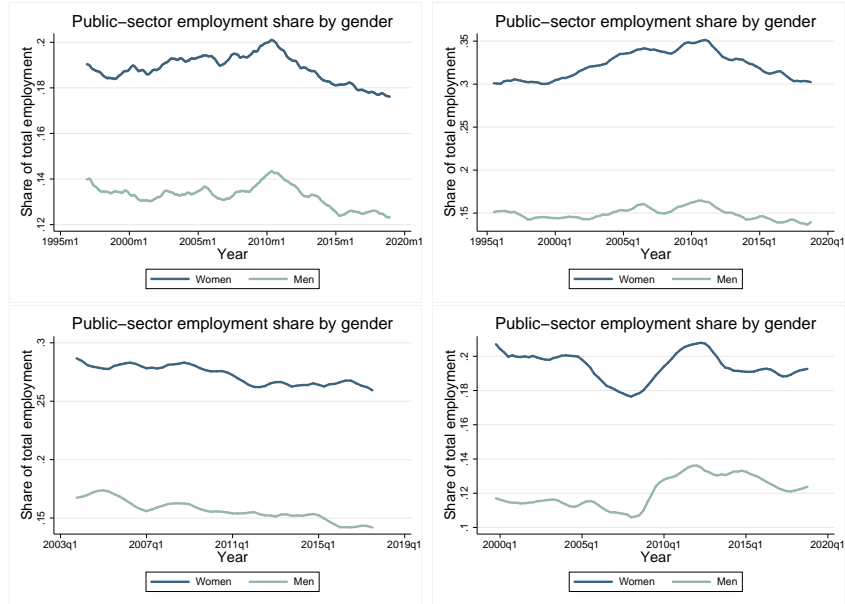 Public−sector employment share by gender
Share of total employment
.2
.18
.16
.14
.12
1995m1 2000m1 2005m1 2010m1 2015m1 2020m1
Year
Women Men
Public−sector employment share by gender
Share of total employment
.35
.3
.25
.2
.15
1995q1 2000q1 2005q1 2010q1 2015q1 2020q1
Year
Women Men
Public−sector employment share by gender
Share of total employment
.3
.25
.2
.15
2003q1 2007q1 2011q1 2015q1 2019q1
Year
Women Men
Public−sector employment share by gender
Share of total employment
.2
.18
.16
.14
.12
.1
2000q1 2005q1 2010q1 2015q1 2020q1
Year
Women Men